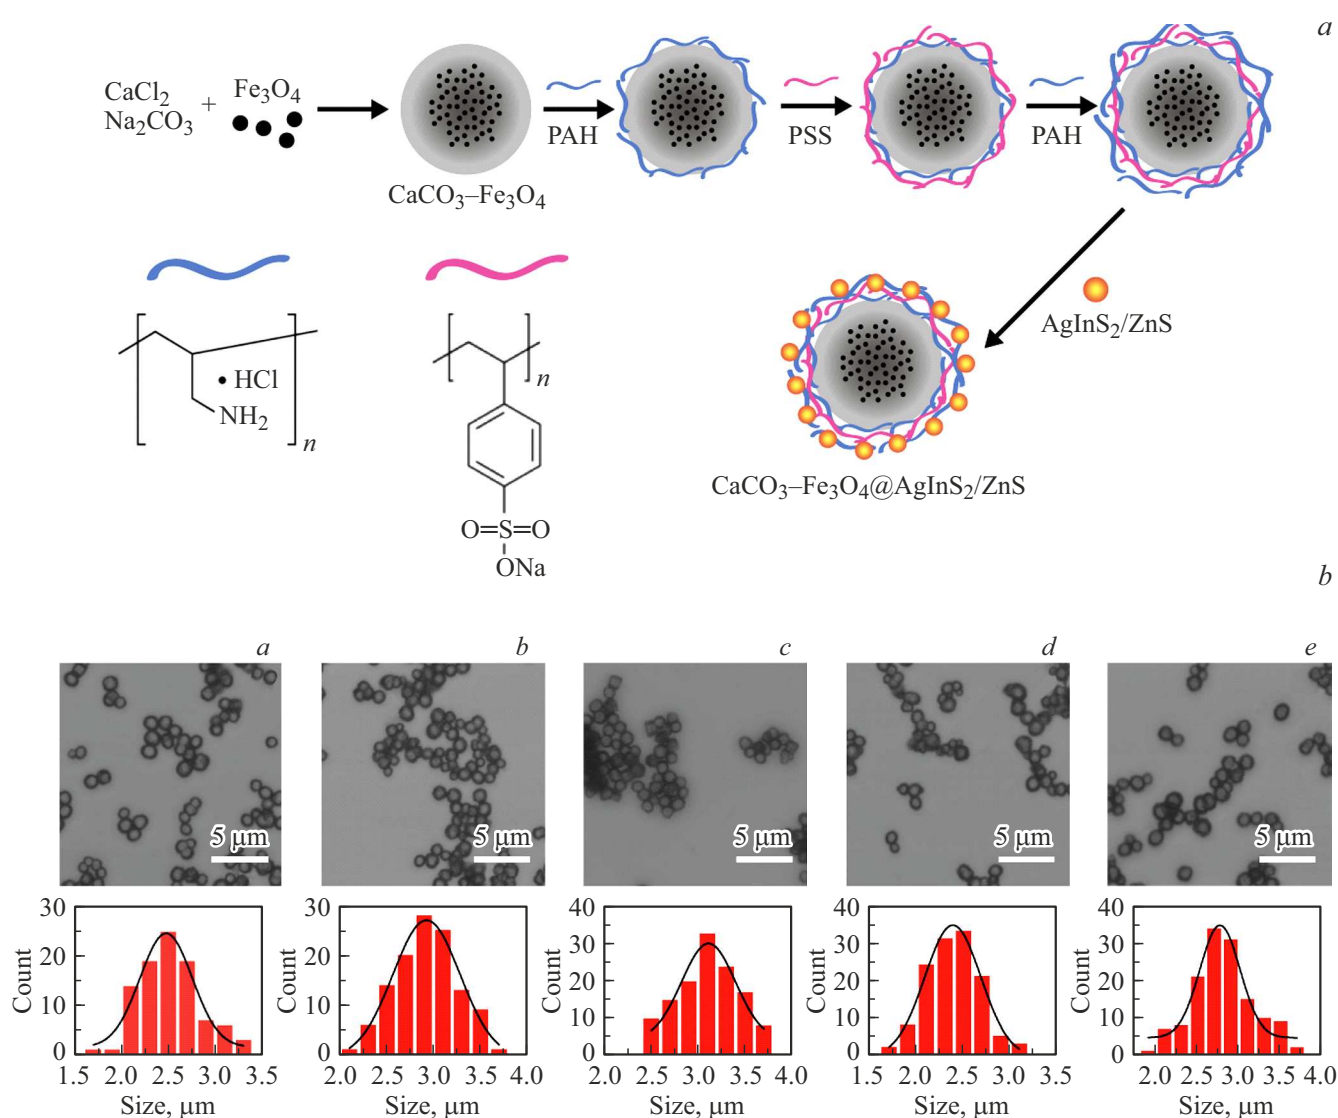 a
CaCl2
Na2CO3
+
Fe3O4
PAH
PSS
PAH
CaCO3–Fe3O4
AgInS2/ZnS
• HCl
NH2
n
n
O=S=O
ONa
CaCO3–Fe3O4@AgInS2/ZnS
b
a
b
c
d
e
5 μm
5 μm
5 μm
5 μm
5 μm
Count
30
20
10
0
1.5 2.0 2.5 3.0 3.5
Size, μm
Count
30
20
10
0
2.0 2.5 3.0 3.5 4.0
Size, μm
Count
40
30
20
10
0
2.0 2.5 3.0 3.5 4.0
Size, μm
Count
40
30
20
10
0
1.5 2.0 2.5 3.0 3.5
Size, μm
Count
40
30
20
10
0
2.0 2.5 3.0 3.5 4.0
Size, μm